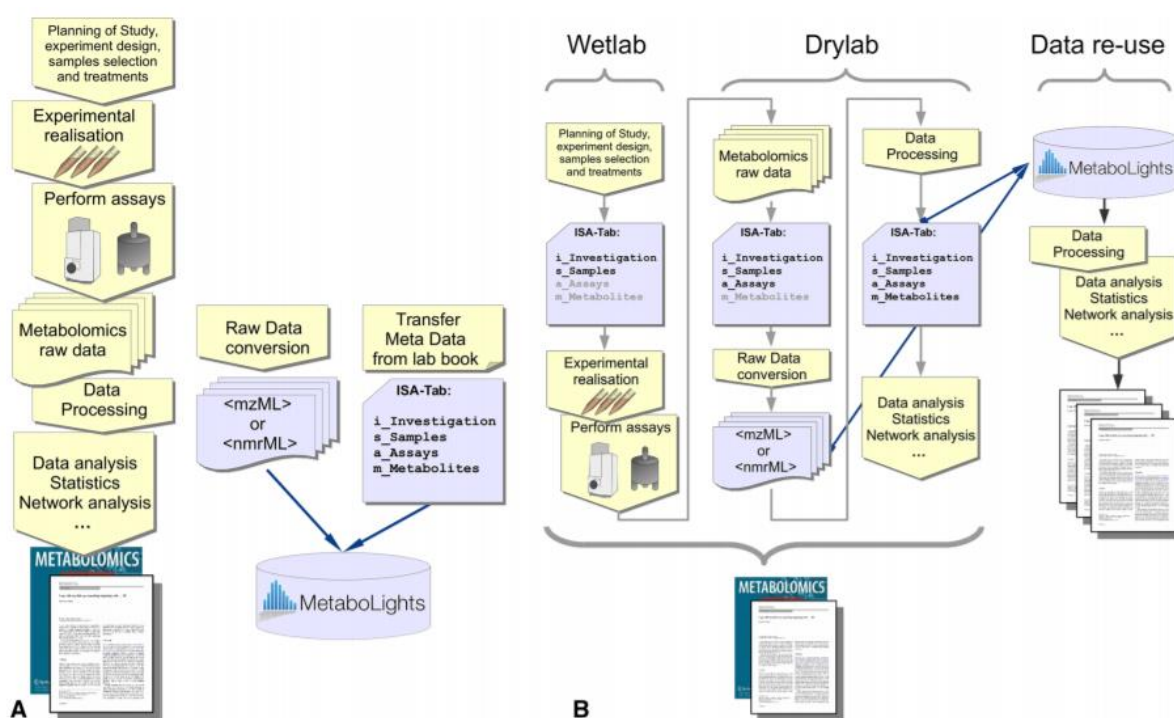 Planning of Study,
experiment design,
samples selection
and treatments
Experimental
realisation
Perform assays
Metabolomics
raw data
Data
Processing
Data analysis
Statistics
Network analysis
...
METABOLOMICS
A
Raw Data
conversion
<mzML>
or
<nmrML>
Transfer
Meta Data
from lab book
ISA-Tab:
i_Investigation
s_Samples
a_Assays
m_Metabolites
MetaboLights
Wetlab
Planning of Study,
experiment design,
samples selection
and treatments
ISA-Tab:
i_Investigation
s_Samples
a_Assays
m_Metabolites
Experimental
realisation
Perform assays
Drylab
Metabolomics
raw data
ISA-Tab:
i_Investigation
s_Samples
a_Assays
m_Metabolites
Raw Data
conversion
<mzML>
or
<nmrML>
Data
Processing
ISA-Tab:
i_Investigation
s_Samples
a_Assays
m_Metabolites
Data analysis
Statistics
Network analysis
...
Data re-use
MetaboLights
Data
Processing
Data analysis
Statistics
Network analysis
...
METABOLOMICS
B